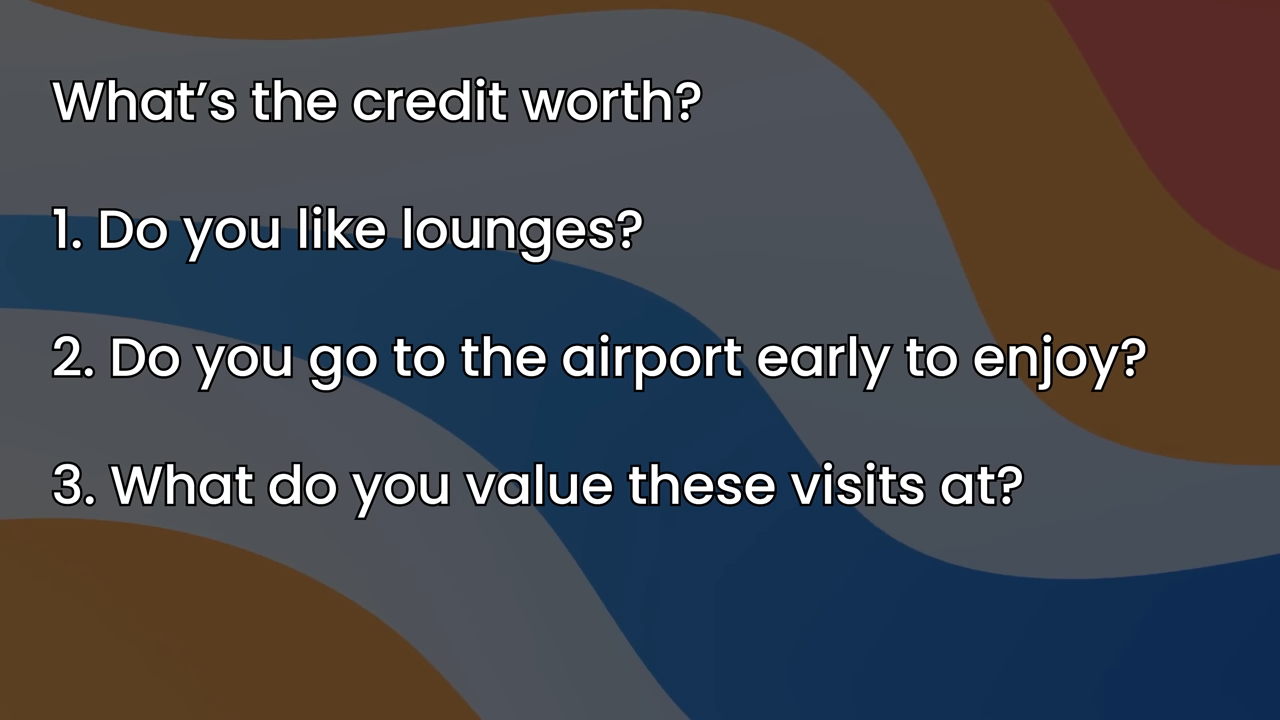 What’s the credit worth?
1. Do you like lounges?
2. Do you go to the airport early to enjoy?
3. What do you value these visits at?